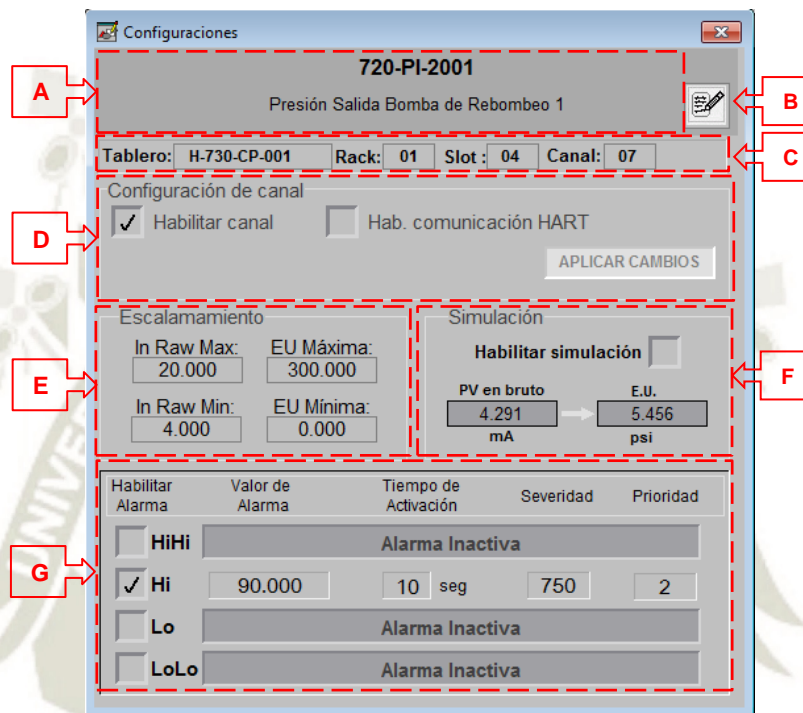 Configuraciones
720-PI-2001
A
Presión Salida Bomba de Rebombeo 1
B
Tablero: H-730-CP-001 Rack: 01 Slot : 04 Canal: 07
C
Configuración de canal
D
✓ Habilitar canal Hab. comunicación HART
APLICAR CAMBIOS
Escalamamiento
Simulación
In Raw Max: EU Máxima:
20.000 300.000
Habilitar simulación
E
F
PV en bruto E.U.
In Raw Min: EU Mínima:
4.000 0.000
4.291 5.456
mA psi
Habilitar Alarma
Valor de Alarma
Tiempo de Activación
Severidad
Prioridad
HiHi Alarma Inactiva
G
✓ Hi 90.000 10 seg 750 2
Lo Alarma Inactiva
LoLo Alarma Inactiva